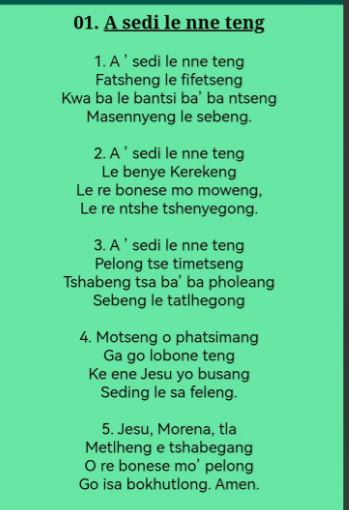 01. A sedi le nne teng
1. A ’ sedi le nne teng
Fatsheng le fifetseng
Kwa ba le bantsi ba’ ba ntseng
Masennyeng le sebeng.
2. A ’ sedi le nne teng
Le benye Kerekeng
Le re bonese mo moweng,
Le re ntshe tshenyegong.
3. A ’ sedi le nne teng
Pelong tse timetseng
Tshabeng tsa ba’ ba pholeang
Sebeng le tatlhegong
4. Motseng o phatsimang
Ga go lobone teng
Ke ene Jesu yo busang
Seding le sa feleng.
5. Jesu, Morena, tla
Metlheng e tshabegang
O re bonese mo’ pelong
Go isa bokhutlong. Amen.